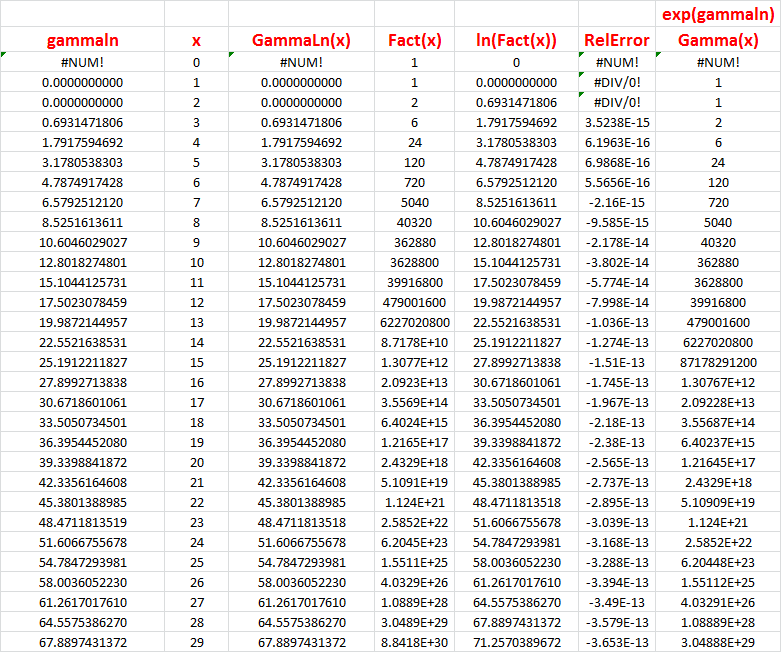 exp(gammaln)
gammaln x GammaLn(x) Fact(x) ln(Fact(x)) RelError Gamma(x)
#NUM! 0 #NUM! 1 0 #NUM! #NUM!
0.0000000000 1 0.0000000000 1 0.0000000000 #DIV/0! 1
0.0000000000 2 0.0000000000 2 0.6931471806 #DIV/0! 1
0.6931471806 3 0.6931471806 6 1.7917594692 3.5238E-15 2
1.7917594692 4 1.7917594692 24 3.1780538303 6.1963E-16 6
3.1780538303 5 3.1780538303 120 4.7874917428 6.9868E-16 24
4.7874917428 6 4.7874917428 720 6.5792512120 5.5656E-16 120
6.5792512120 7 6.5792512120 5040 8.5251613611 -2.16E-15 720
8.5251613611 8 8.5251613611 40320 10.6046029027 -9.585E-15 5040
10.6046029027 9 10.6046029027 362880 12.8018274801 -2.178E-14 40320
12.8018274801 10 12.8018274801 3628800 15.1044125731 -3.802E-14 362880
15.1044125731 11 15.1044125731 39916800 17.5023078459 -5.774E-14 3628800
17.5023078459 12 17.5023078459 479001600 19.9872144957 -7.998E-14 39916800
19.9872144957 13 19.9872144957 6227020800 22.5521638531 -1.036E-13 479001600
22.5521638531 14 22.5521638531 8.7178E+10 25.1912211827 -1.274E-13 6227020800
25.1912211827 15 25.1912211827 1.3077E+12 27.8992713838 -1.51E-13 87178291200
27.8992713838 16 27.8992713838 2.0923E+13 30.6718601061 -1.745E-13 1.30767E+12
30.6718601061 17 30.6718601061 3.5569E+14 33.5050734501 -1.967E-13 2.09228E+13
33.5050734501 18 33.5050734501 6.4024E+15 36.3954452080 -2.18E-13 3.55687E+14
36.3954452080 19 36.3954452080 1.2165E+17 39.3398841872 -2.38E-13 6.40237E+15
39.3398841872 20 39.3398841872 2.4329E+18 42.3356164608 -2.565E-13 1.21645E+17
42.3356164608 21 42.3356164608 5.1091E+19 45.3801388985 -2.737E-13 2.4329E+18
45.3801388985 22 45.3801388985 1.124E+21 48.4711813518 -2.895E-13 5.10909E+19
48.4711813519 23 48.4711813518 2.5852E+22 51.6066755678 -3.039E-13 1.124E+21
51.6066755678 24 51.6066755678 6.2045E+23 54.7847293981 -3.168E-13 2.5852E+22
54.7847293981 25 54.7847293981 1.5511E+25 58.0036052230 -3.288E-13 6.20448E+23
58.0036052230 26 58.0036052230 4.0329E+26 61.2617017610 -3.394E-13 1.55112E+25
61.2617017610 27 61.2617017610 1.0889E+28 64.5575386270 -3.49E-13 4.03291E+26
64.5575386270 28 64.5575386270 3.0489E+29 67.8897431372 -3.579E-13 1.08889E+28
67.8897431372 29 67.8897431372 8.8418E+30 71.2570389672 -3.653E-13 3.04888E+29